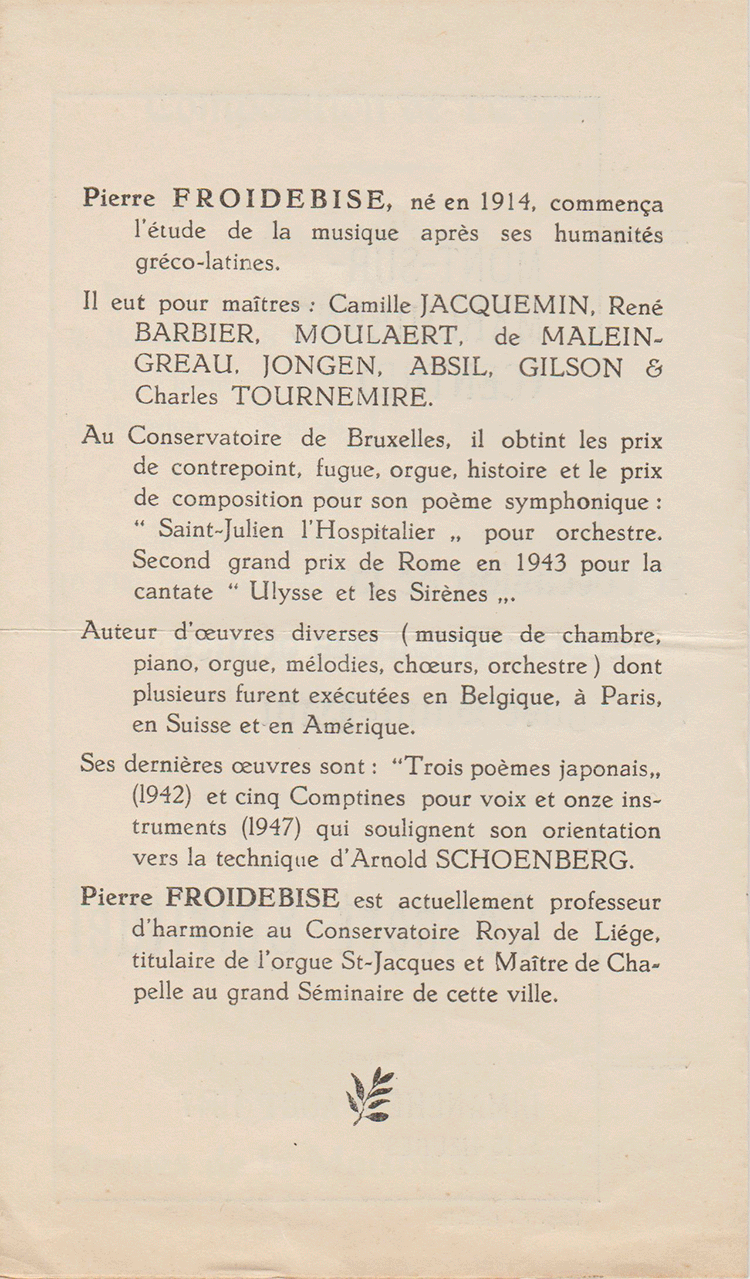 Pierre FROIDEBISE, né en 1914, commença
l'étude de la musique après ses humanités
gréco-latines.
Il eut pour maîtres : Camille JACQUEMIN, René
BARBIER, MOULAERT, de MALEIN-
GREAU, JONGEN, ABSIL, GILSON &
Charles TOURNEMIRE.
Au Conservatoire de Bruxelles, il obtint les prix
de contrepoint, fugue, orgue, histoire et le prix
de composition pour son poème symphonique :
“ Saint-Julien l'Hospitalier „ pour orchestre.
Second grand prix de Rome en 1943 pour la
cantate “ Ulysse et les Sirènes „.
Auteur d'œuvres diverses ( musique de chambre,
piano, orgue, mélodies, chœurs, orchestre ) dont
plusieurs furent exécutées en Belgique, à Paris,
en Suisse et en Amérique.
Ses dernières œuvres sont : “Trois poèmes japonais„
(1942) et cinq Comptines pour voix et onze ins-
truments (1947) qui soulignent son orientation
vers la technique d'Arnold SCHOENBERG.
Pierre FROIDEBISE est actuellement professeur
d'harmonie au Conservatoire Royal de Liége,
titulaire de l'orgue St-Jacques et Maître de Cha-
pelle au grand Séminaire de cette ville.